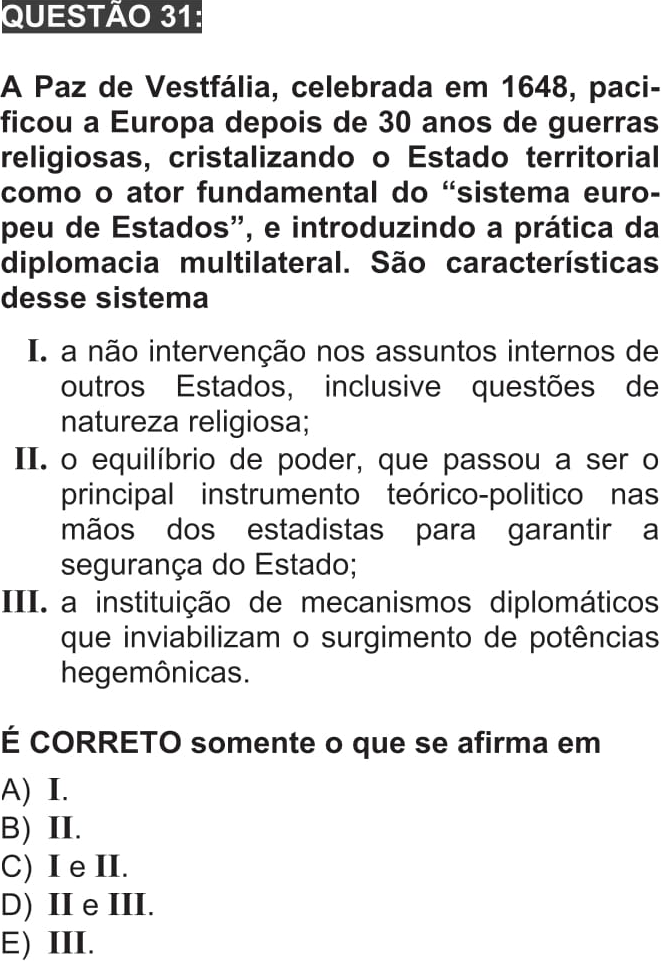 QUESTÃO 31:
A Paz de Vestfália, celebrada em 1648, paci-
ficou a Europa depois de 30 anos de guerras
religiosas, cristalizando o Estado territorial
como o ator fundamental do “sistema euro-
peu de Estados”, e introduzindo a prática da
diplomacia multilateral. São características
desse sistema
I. a não intervenção nos assuntos internos de
outros Estados, inclusive questões de
natureza religiosa;
II. o equilíbrio de poder, que passou a ser o
principal instrumento teórico-politico nas
mãos dos estadistas para garantir a
segurança do Estado;
III. a instituição de mecanismos diplomáticos
que inviabilizam o surgimento de potências
hegemônicas.
É CORRETO somente o que se afirma em
A) I.
B) II.
C) I e II.
D) II e III.
E) III.